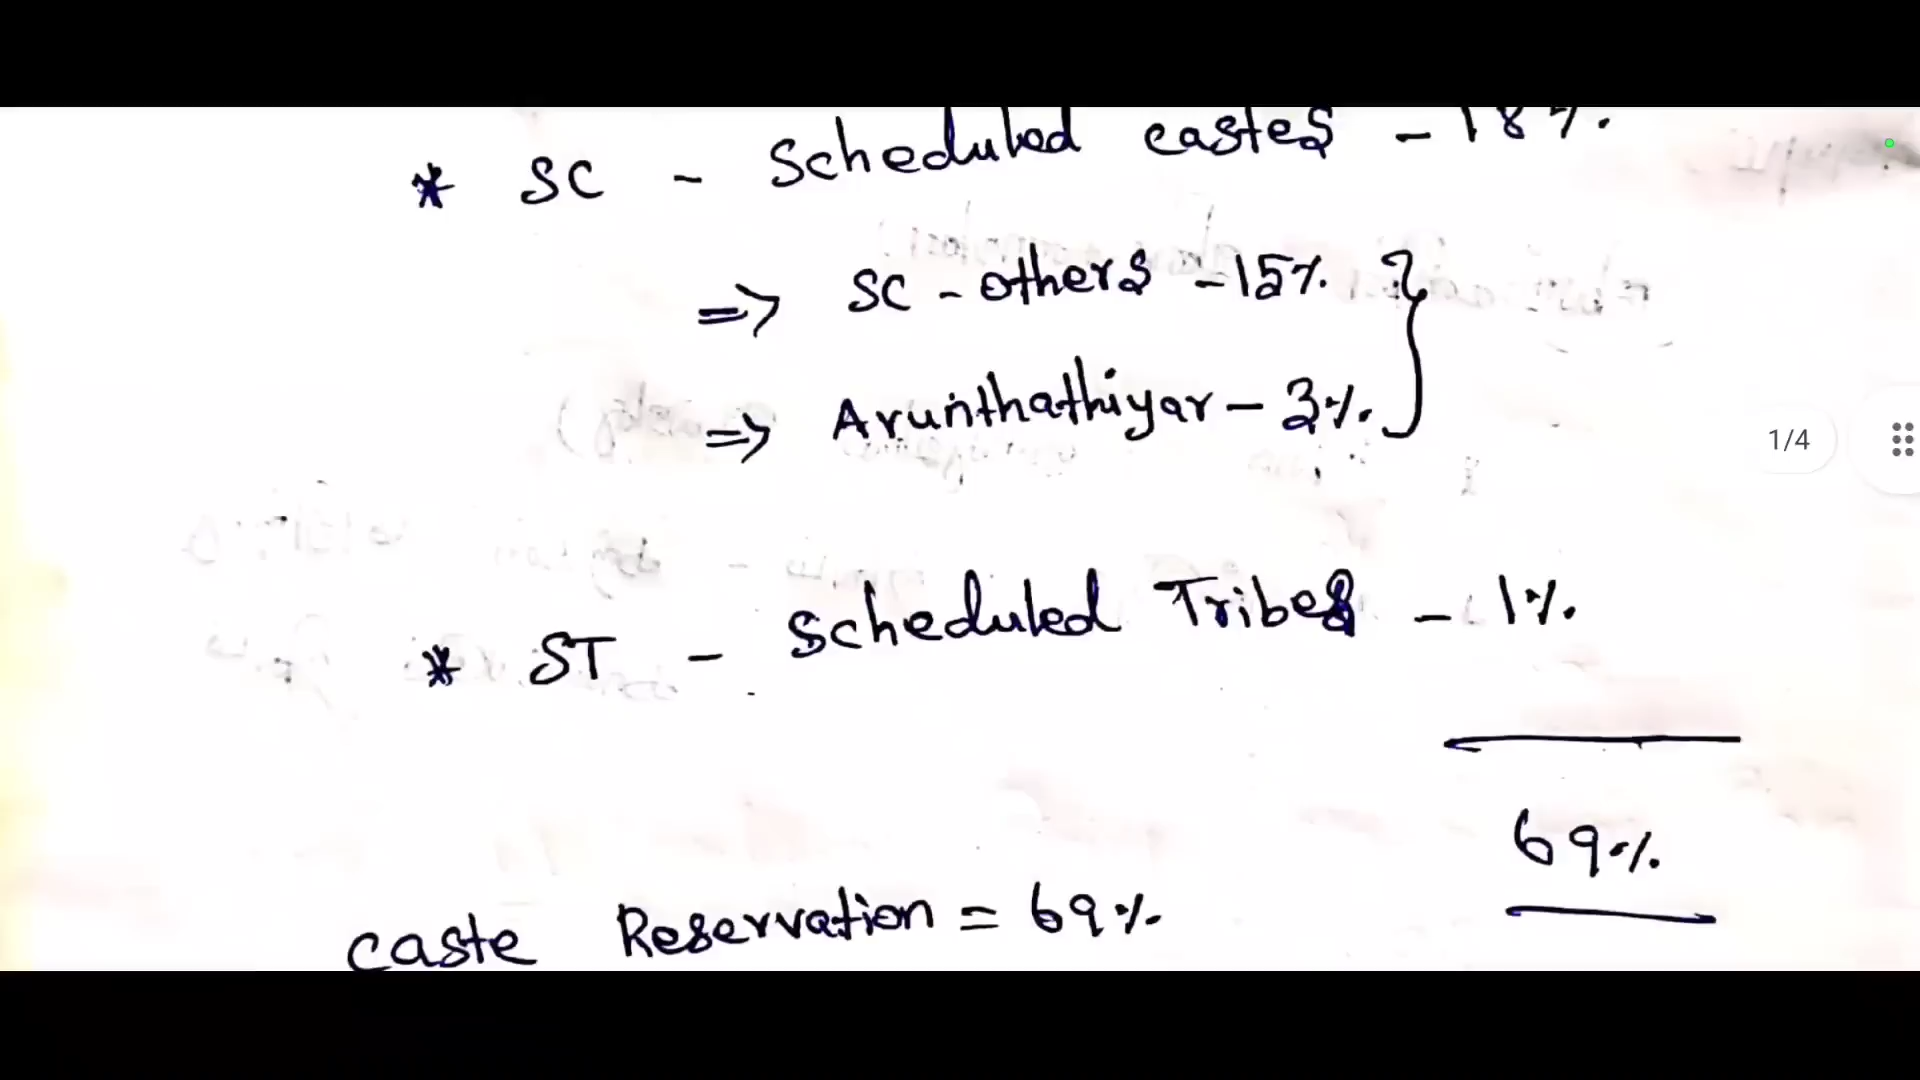 * SC - Scheduled castes - 18%.
=> SC - others - 15% }
=> Arunthathiyar - 3%.
1/4
* ST - Scheduled Tribes - 1%.
69%.
Caste Reservation = 69%.